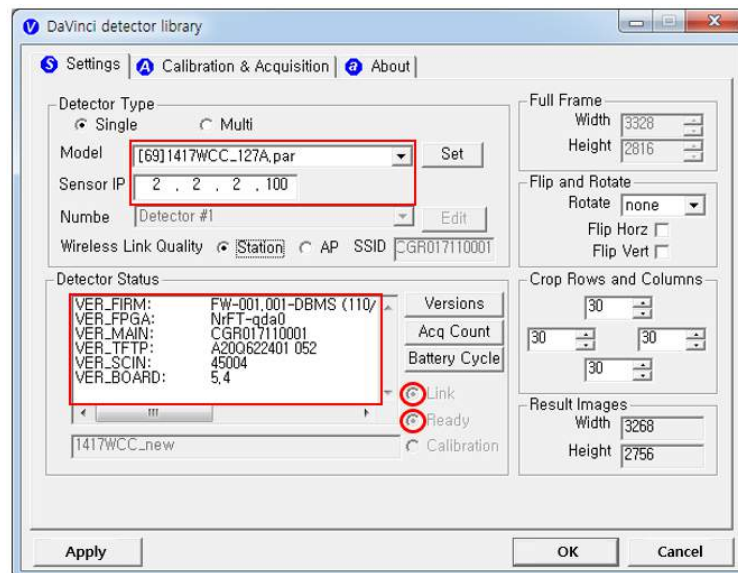 DaVinci detector library
Settings Calibration & Acquisition About
Detector Type
Single Multi
Model [69]1417WCC_127A.par Set
Sensor IP 2 . 2 . 2 . 100
Numbe Detector #1 Edit
Wireless Link Quality Station AP SSID CGR017110001
Detector Status
VER_FIRM: FW-001.001-DBMS (110/
VER_FPGA: NrFT-qda0
VER_MAIN: CGR017110001
VER_TFTP: A20Q622401 052
VER_SCIN: 45004
VER_BOARD: 5.4
Versions
Acq Count
Battery Cycle
Link
Ready
1417WCC_new Calibration
Full Frame
Width 3328
Height 2816
Flip and Rotate
Rotate none
Flip Horz
Flip Vert
Crop Rows and Columns
30
30 30
30
Result Images
Width 3268
Height 2756
Apply OK Cancel